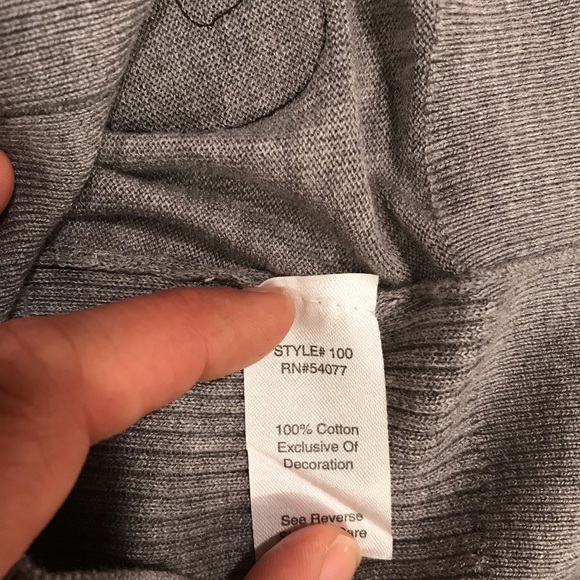 STYLE# 100
RN#54077
100% Cotton
Exclusive Of
Decoration
See Reverse